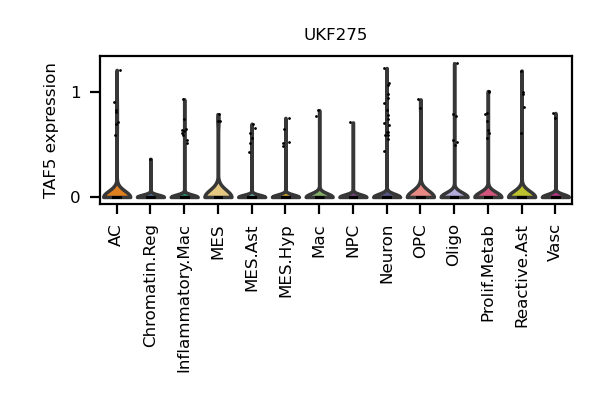 UKF275
TAF5 expression
1
0
AC
Chromatin.Reg
Inflammatory.Mac
MES
MES.Ast
MES.Hyp
Mac
NPC
Neuron
OPC
Oligo
Prolif.Metab
Reactive.Ast
Vasc